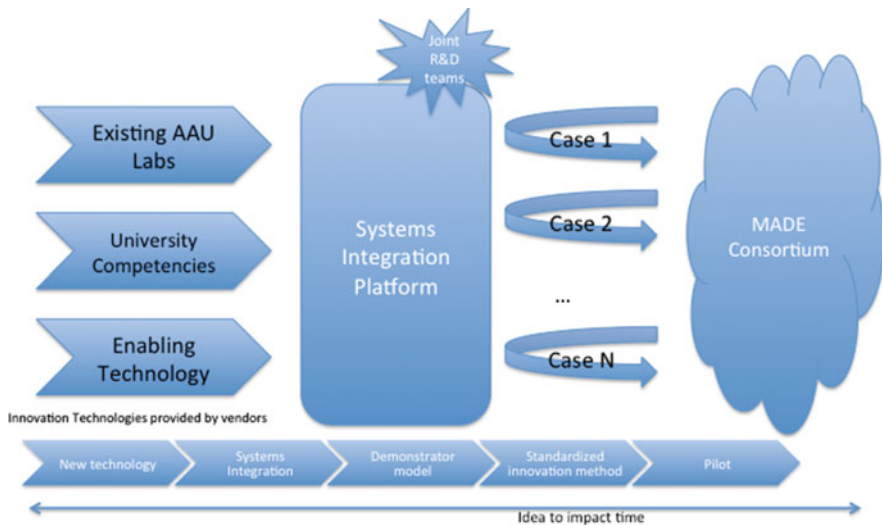 Joint
R&D
teams
Existing AAU
Labs
University
Competencies
Enabling
Technology
Innovation Technologies provided by vendors
Systems
Integration
Platform
Case 1
Case 2
...
Case N
MADE
Consortium
New technology
Systems
Integration
Demonstrator
model
Standardized
innovation method
Pilot
Idea to impact time